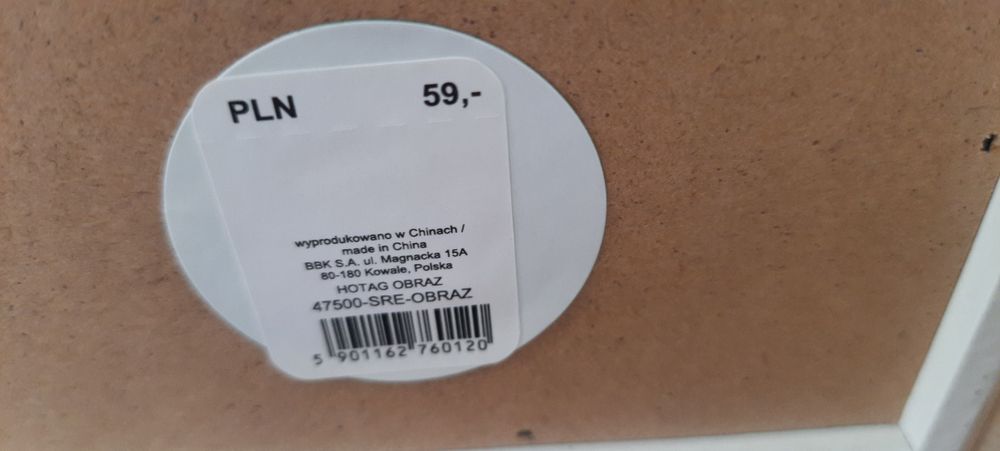 PLN 59,-
wyprodukowano w Chinach /
made in China
BBK S.A. ul. Magnacka 15A
80-180 Kowale, Polska
HOTAG OBRAZ
47500-SRE-OBRAZ
5 901162 760120